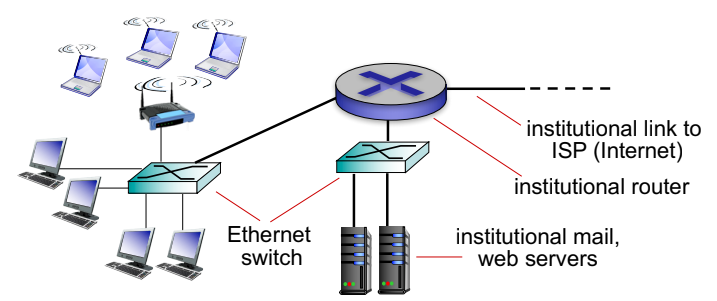 institutional link to
ISP (Internet)
institutional router
Ethernet
switch
institutional mail,
web servers